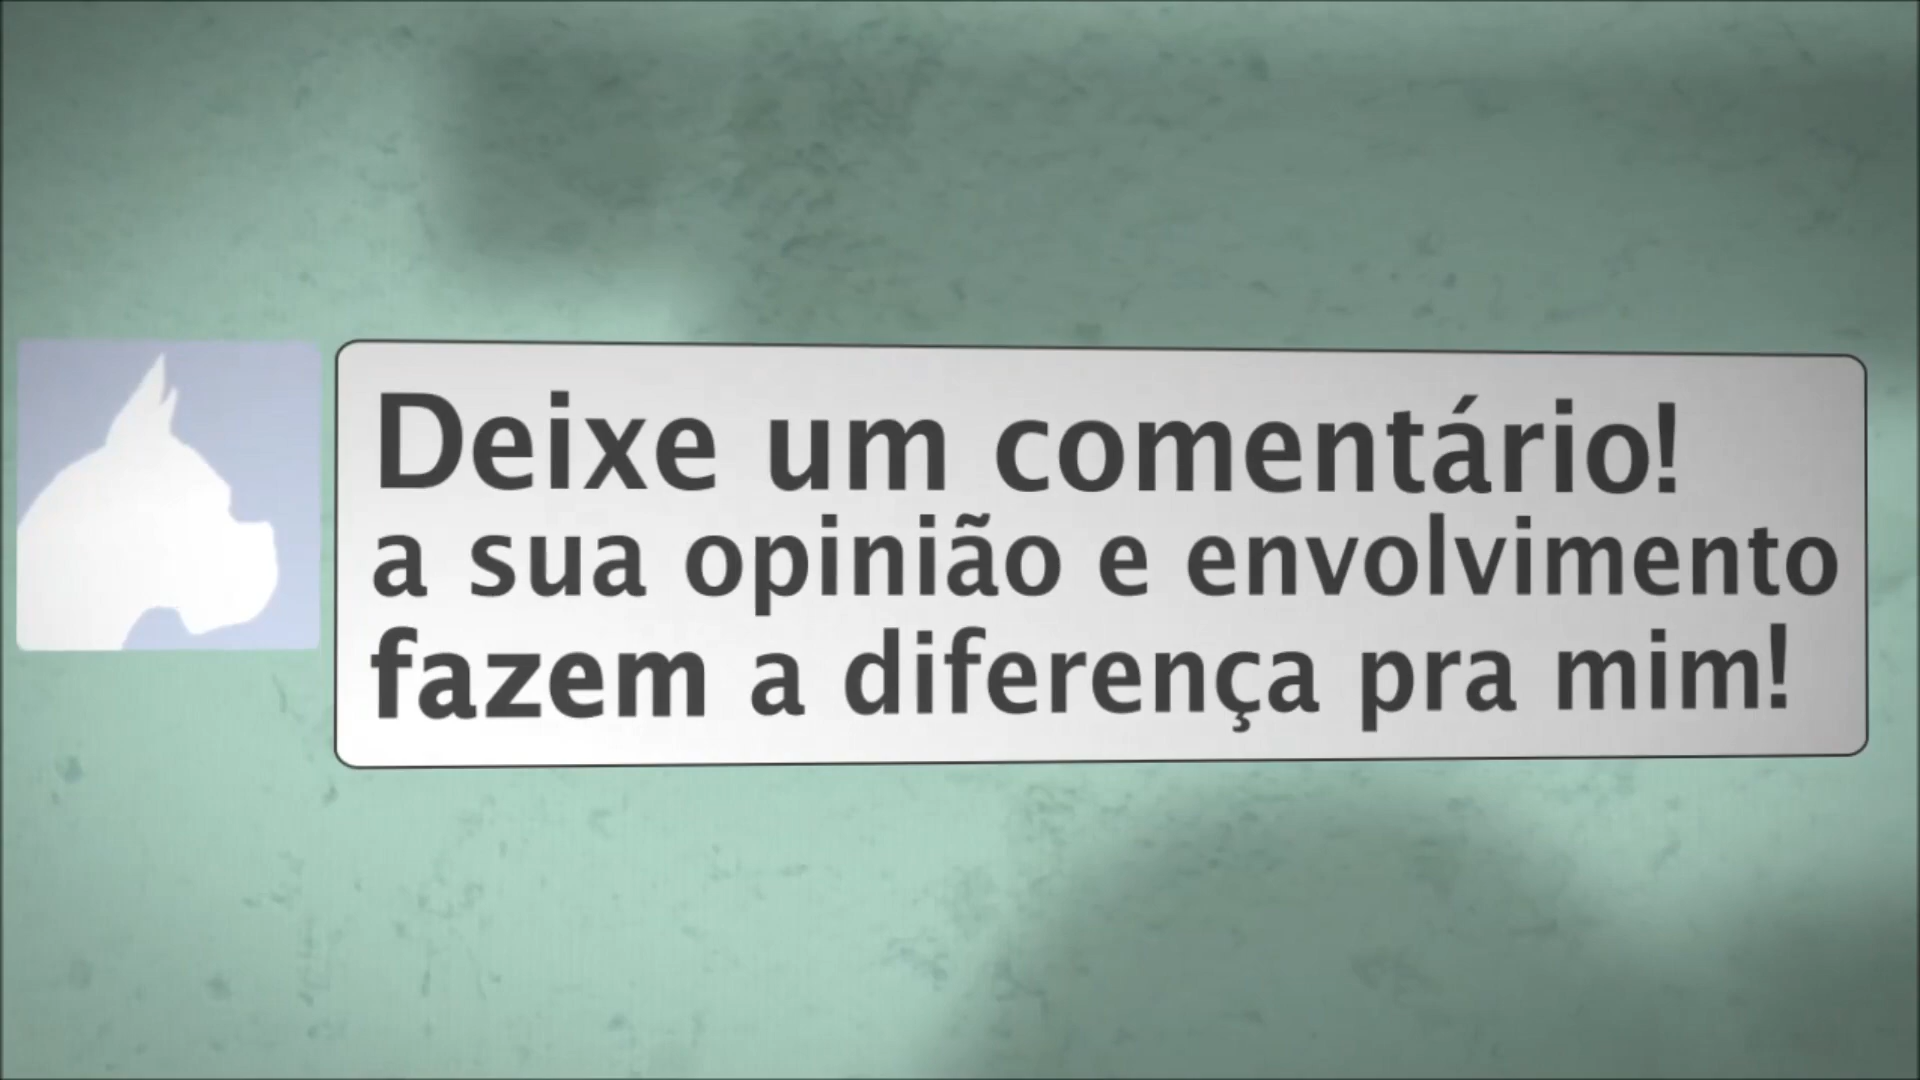 Deixe um comentário!
a sua opinião e envolvimento
fazem a diferença pra mim!